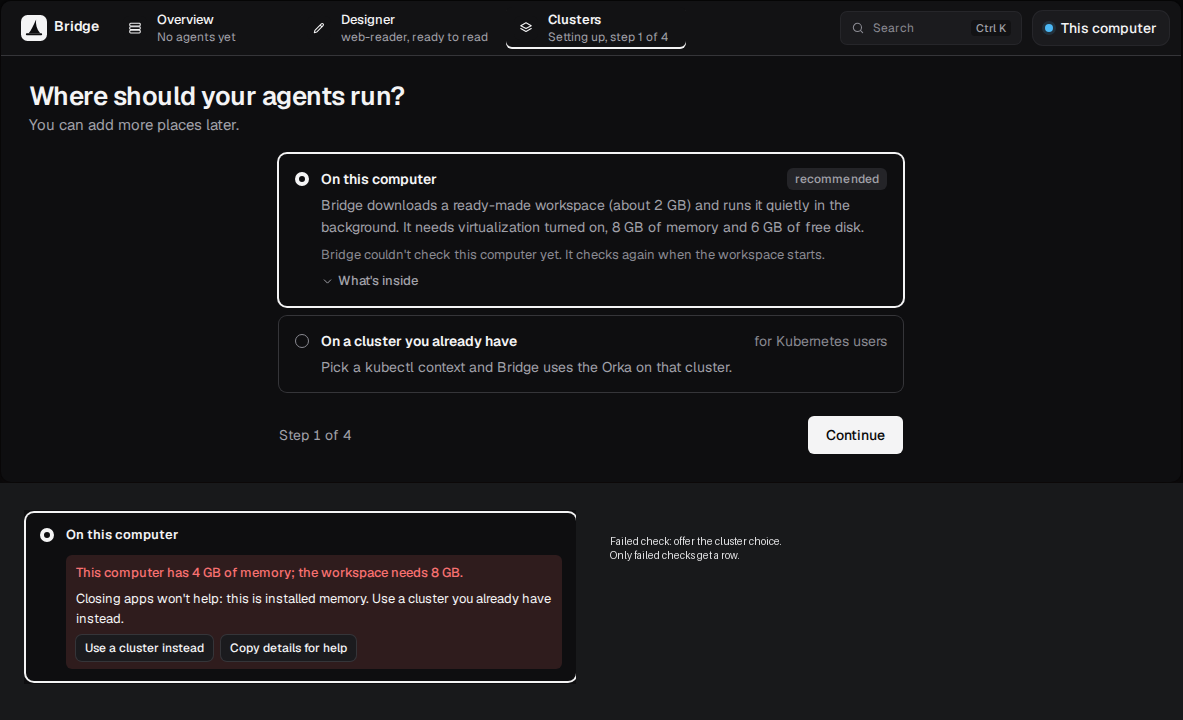 Bridge
Overview
No agents yet
Designer
web-reader, ready to read
Clusters
Setting up, step 1 of 4
Search
Ctrl K
This computer
Where should your agents run?
You can add more places later.
On this computer
recommended
Bridge downloads a ready-made workspace (about 2 GB) and runs it quietly in the
background. It needs virtualization turned on, 8 GB of memory and 6 GB of free disk.
Bridge couldn't check this computer yet. It checks again when the workspace starts.
What's inside
On a cluster you already have
for Kubernetes users
Pick a kubectl context and Bridge uses the Orka on that cluster.
Step 1 of 4
Continue
On this computer
This computer has 4 GB of memory; the workspace needs 8 GB.
Closing apps won't help: this is installed memory. Use a cluster you already have
instead.
Use a cluster instead
Copy details for help
Failed check: offer the cluster choice.
Only failed checks get a row.